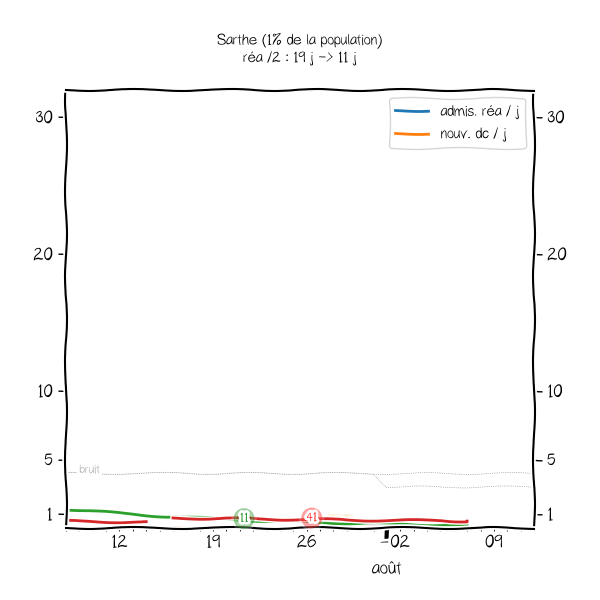 Sarthe (1% de la population)
réa /2 : 19 j -> 11 j
admis. réa / j
nouv. dc / j
30
30
20
20
10
10
5
5
bruit
1
11
41
1
12
19
26
02
09
août